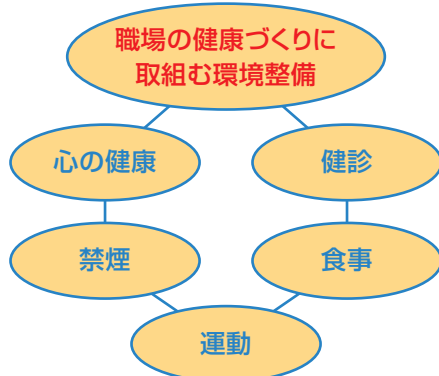 職場の健康づくりに
取組む環境整備
心の健康
健診
禁煙
食事
運動